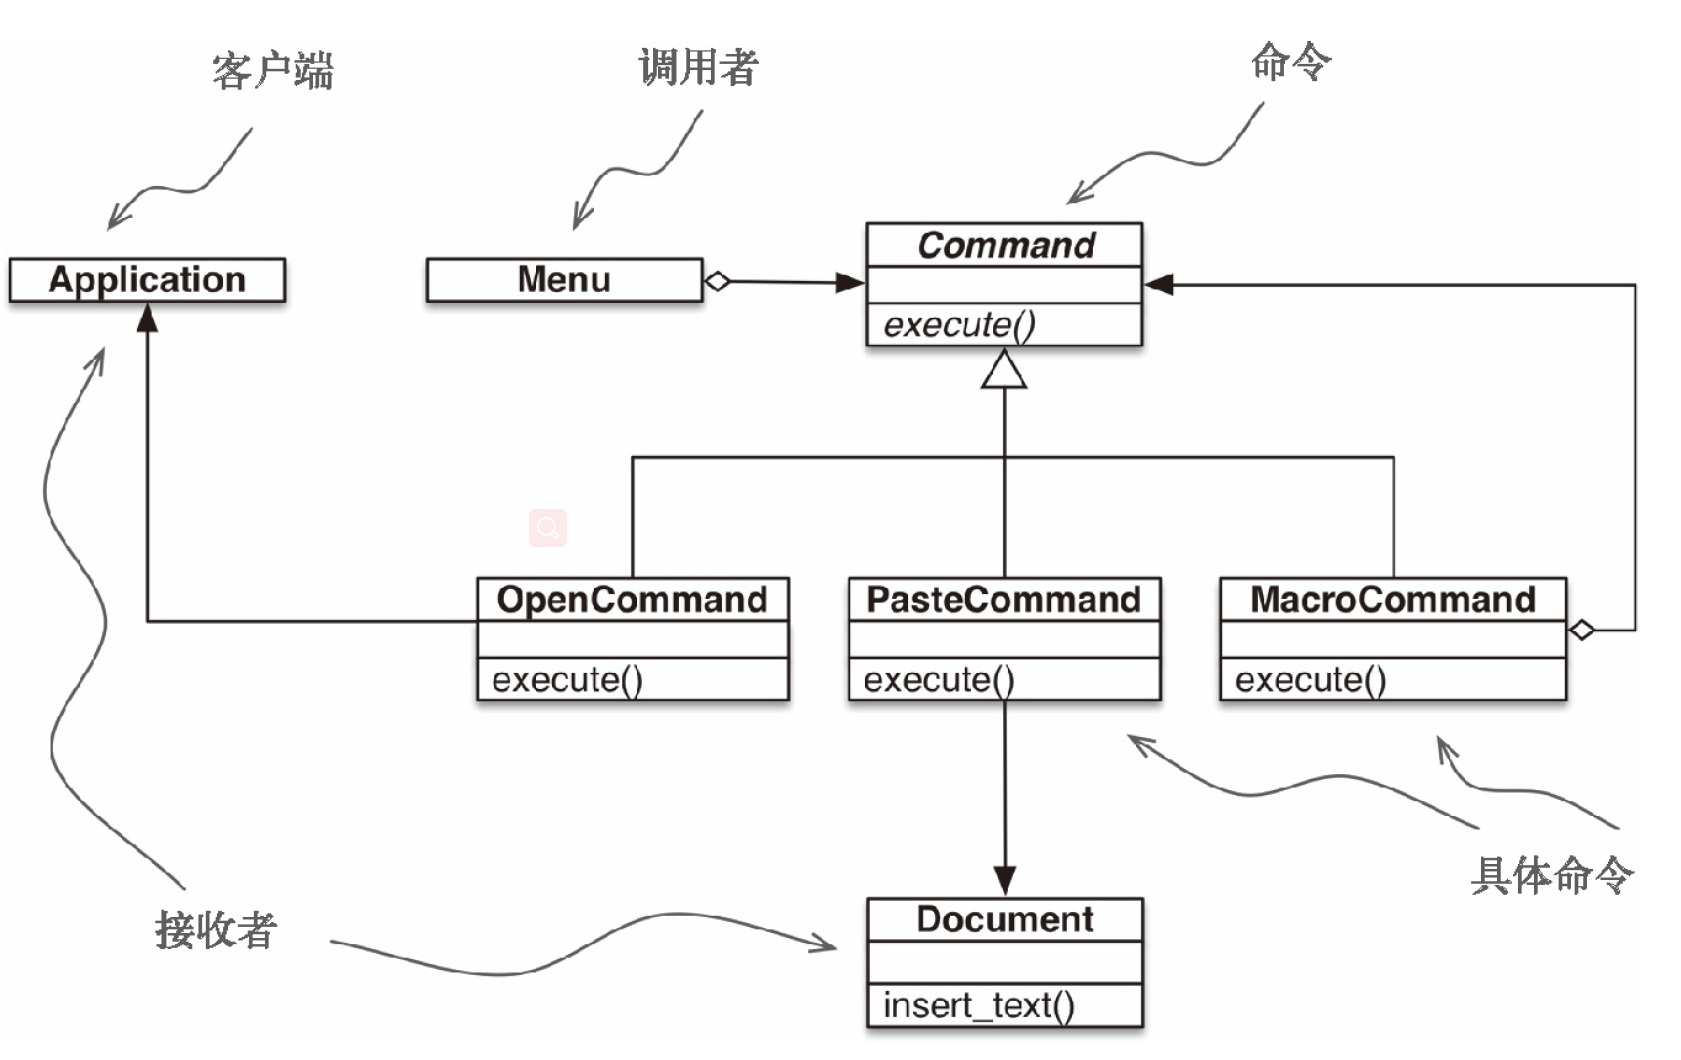 客户端
调用者
命令
Application
Menu
Command
execute()
OpenCommand
execute()
PasteCommand
execute()
MacroCommand
execute()
具体命令
接收者
Document
insert_text()